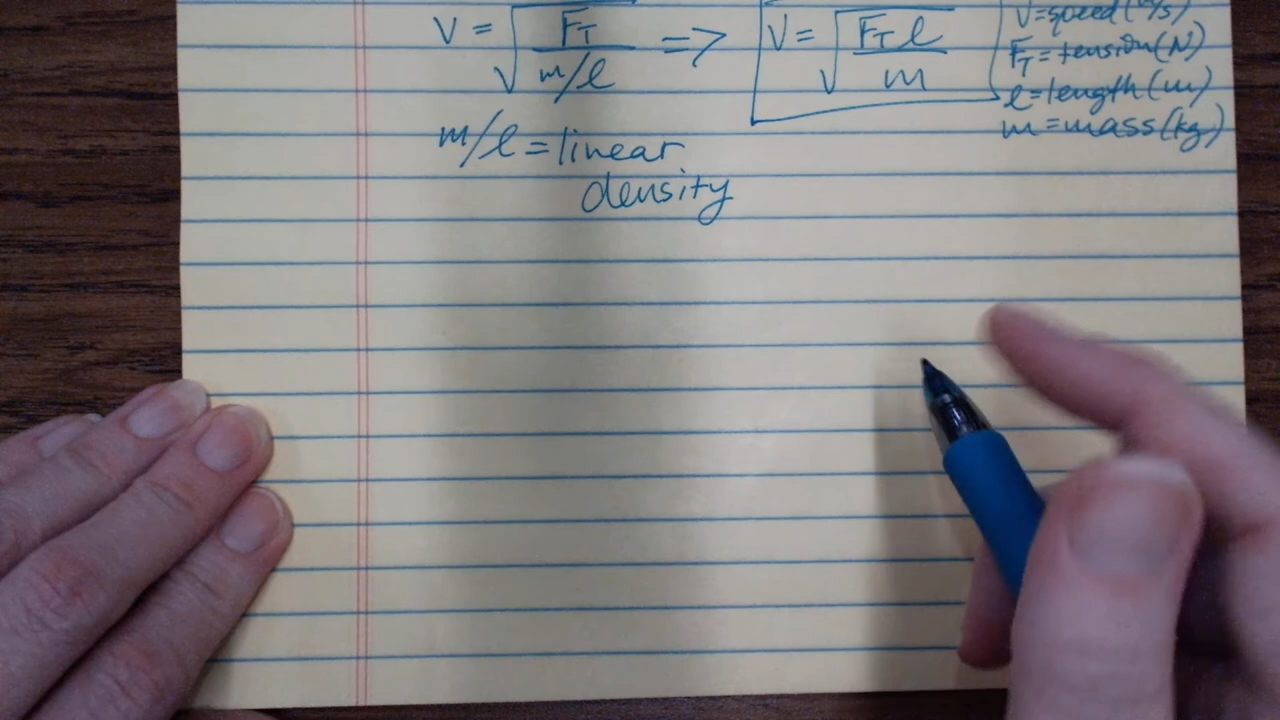 V = √(F_T / (m/ℓ)) => V = √(F_T ℓ / m)
V=speed(m/s)
F_T=tension(N)
ℓ=length(m)
m=mass(kg)
m/ℓ=linear
density